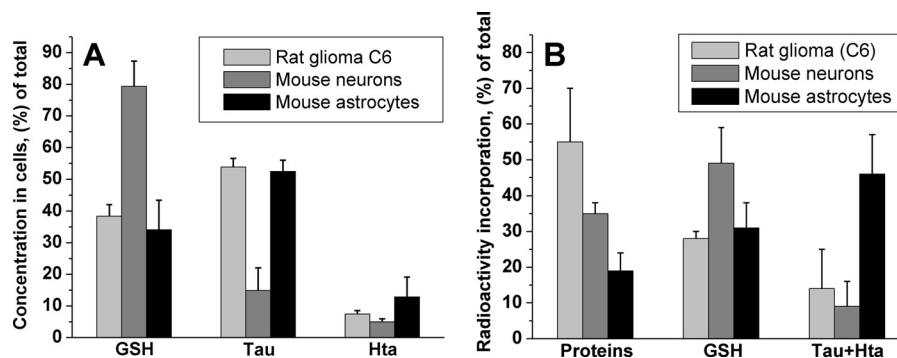 A
Concentration in cells, (%) of total
90
80
70
60
50
40
30
20
10
0
Rat glioma C6
Mouse neurons
Mouse astrocytes
GSH Tau Hta
B
Radioactivity incorporation, (%) of total
80
70
60
50
40
30
20
10
0
Rat glioma (C6)
Mouse neurons
Mouse astrocytes
Proteins GSH Tau+Hta